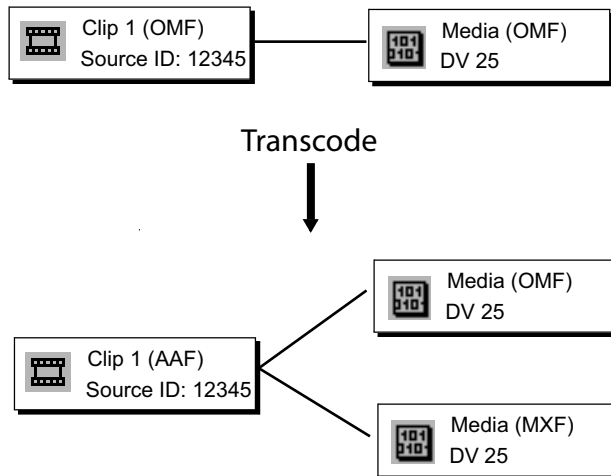 Clip 1 (OMF)
Source ID: 12345
Media (OMF)
DV 25
Transcode
Media (OMF)
DV 25
Clip 1 (AAF)
Source ID: 12345
Media (MXF)
DV 25